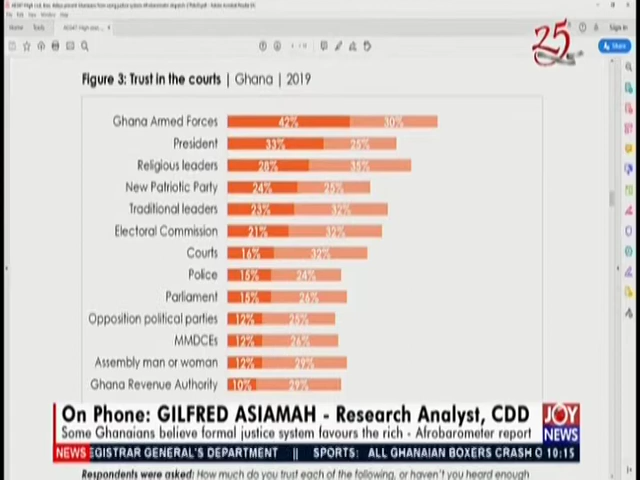 Home Tools
Sign In
Share
25
Figure 3: Trust in the courts | Ghana | 2019
Ghana Armed Forces 42% 30%
President 33% 25%
Religious leaders 28% 35%
New Patriotic Party 24% 25%
Traditional leaders 23% 32%
Electoral Commission 21% 32%
Courts 16% 32%
Police 15% 24%
Parliament 15% 26%
Opposition political parties 12% 25%
MMDCEs 12% 26%
Assembly man or woman 12% 29%
Ghana Revenue Authority 10% 29%
On Phone: GILFRED ASIAMAH - Research Analyst, CDD
Some Ghanaians believe formal justice system favours the rich - Afrobarometer report
JOY NEWS
NEWS EGISTRAR GENERAL'S DEPARTMENT || SPORTS: ALL GHANAIAN BOXERS CRASH O 10:15
Respondents were asked: How much do you trust each of the following, or haven't you heard enough